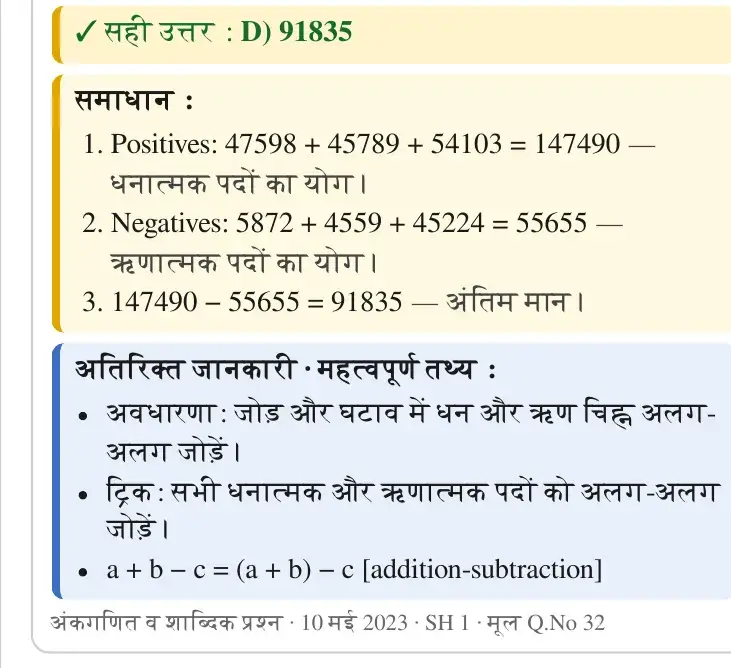 ✓ सही उत्तर : D) 91835
समाधान :
1. Positives: 47598 + 45789 + 54103 = 147490 —
धनात्मक पदों का योग।
2. Negatives: 5872 + 4559 + 45224 = 55655 —
ऋणात्मक पदों का योग।
3. 147490 − 55655 = 91835 — अंतिम मान।
अतिरिक्त जानकारी · महत्वपूर्ण तथ्य :
• अवधारणा : जोड़ और घटाव में धन और ऋण चिह्न अलग-
अलग जोड़ें।
• ट्रिक : सभी धनात्मक और ऋणात्मक पदों को अलग-अलग
जोड़ें।
• a + b − c = (a + b) − c [addition-subtraction]
अंकगणित व शाब्दिक प्रश्न · 10 मई 2023 · SH 1 · मूल Q.No 32